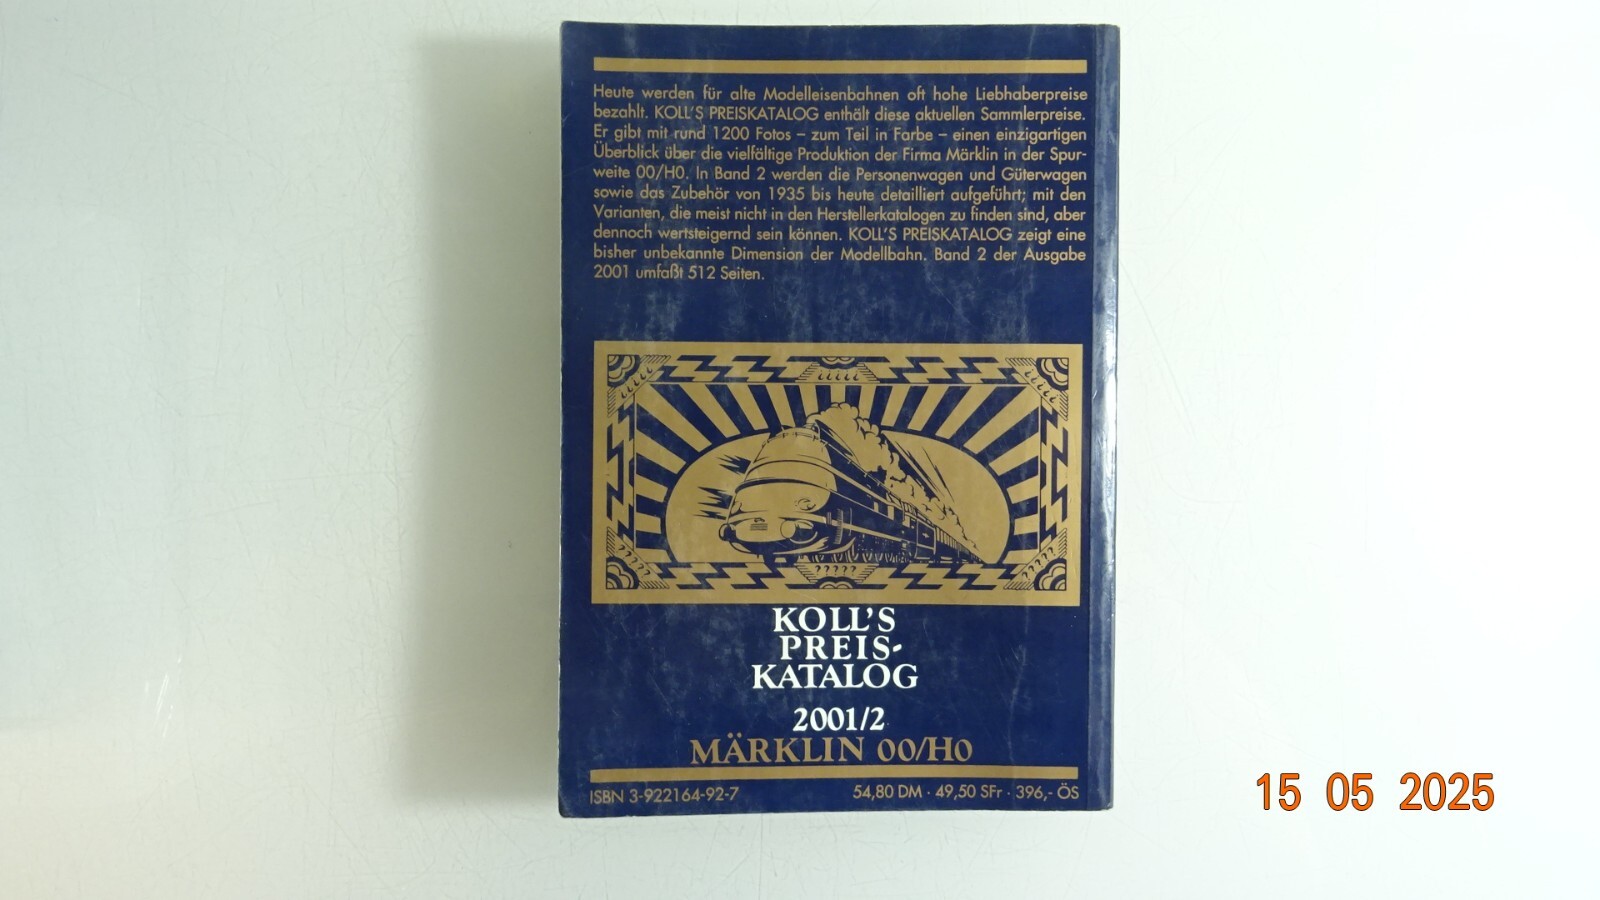 Heute werden für alte Modelleisenbahnen oft hohe Liebhaberpreise
bezahlt. KOLL'S PREISKATALOG enthält diese aktuellen Sammlerpreise.
Er gibt mit rund 1200 Fotos – zum Teil in Farbe – einen einzigartigen
Überblick über die vielfältige Produktion der Firma Märklin in der Spur-
weite 00/H0. In Band 2 werden die Personenwagen und Güterwagen
sowie das Zubehör von 1935 bis heute detailliert aufgeführt; mit den
Varianten, die meist nicht in den Herstellerkatalogen zu finden sind, aber
dennoch wertsteigernd sein können. KOLL'S PREISKATALOG zeigt eine
bisher unbekannte Dimension der Modellbahn. Band 2 der Ausgabe
2001 umfaßt 512 Seiten.
KOLL'S
PREIS-
KATALOG
2001/2
MÄRKLIN 00/H0
ISBN 3-922164-92-7 54,80 DM · 49,50 SFr · 396,- ÖS
15 05 2025